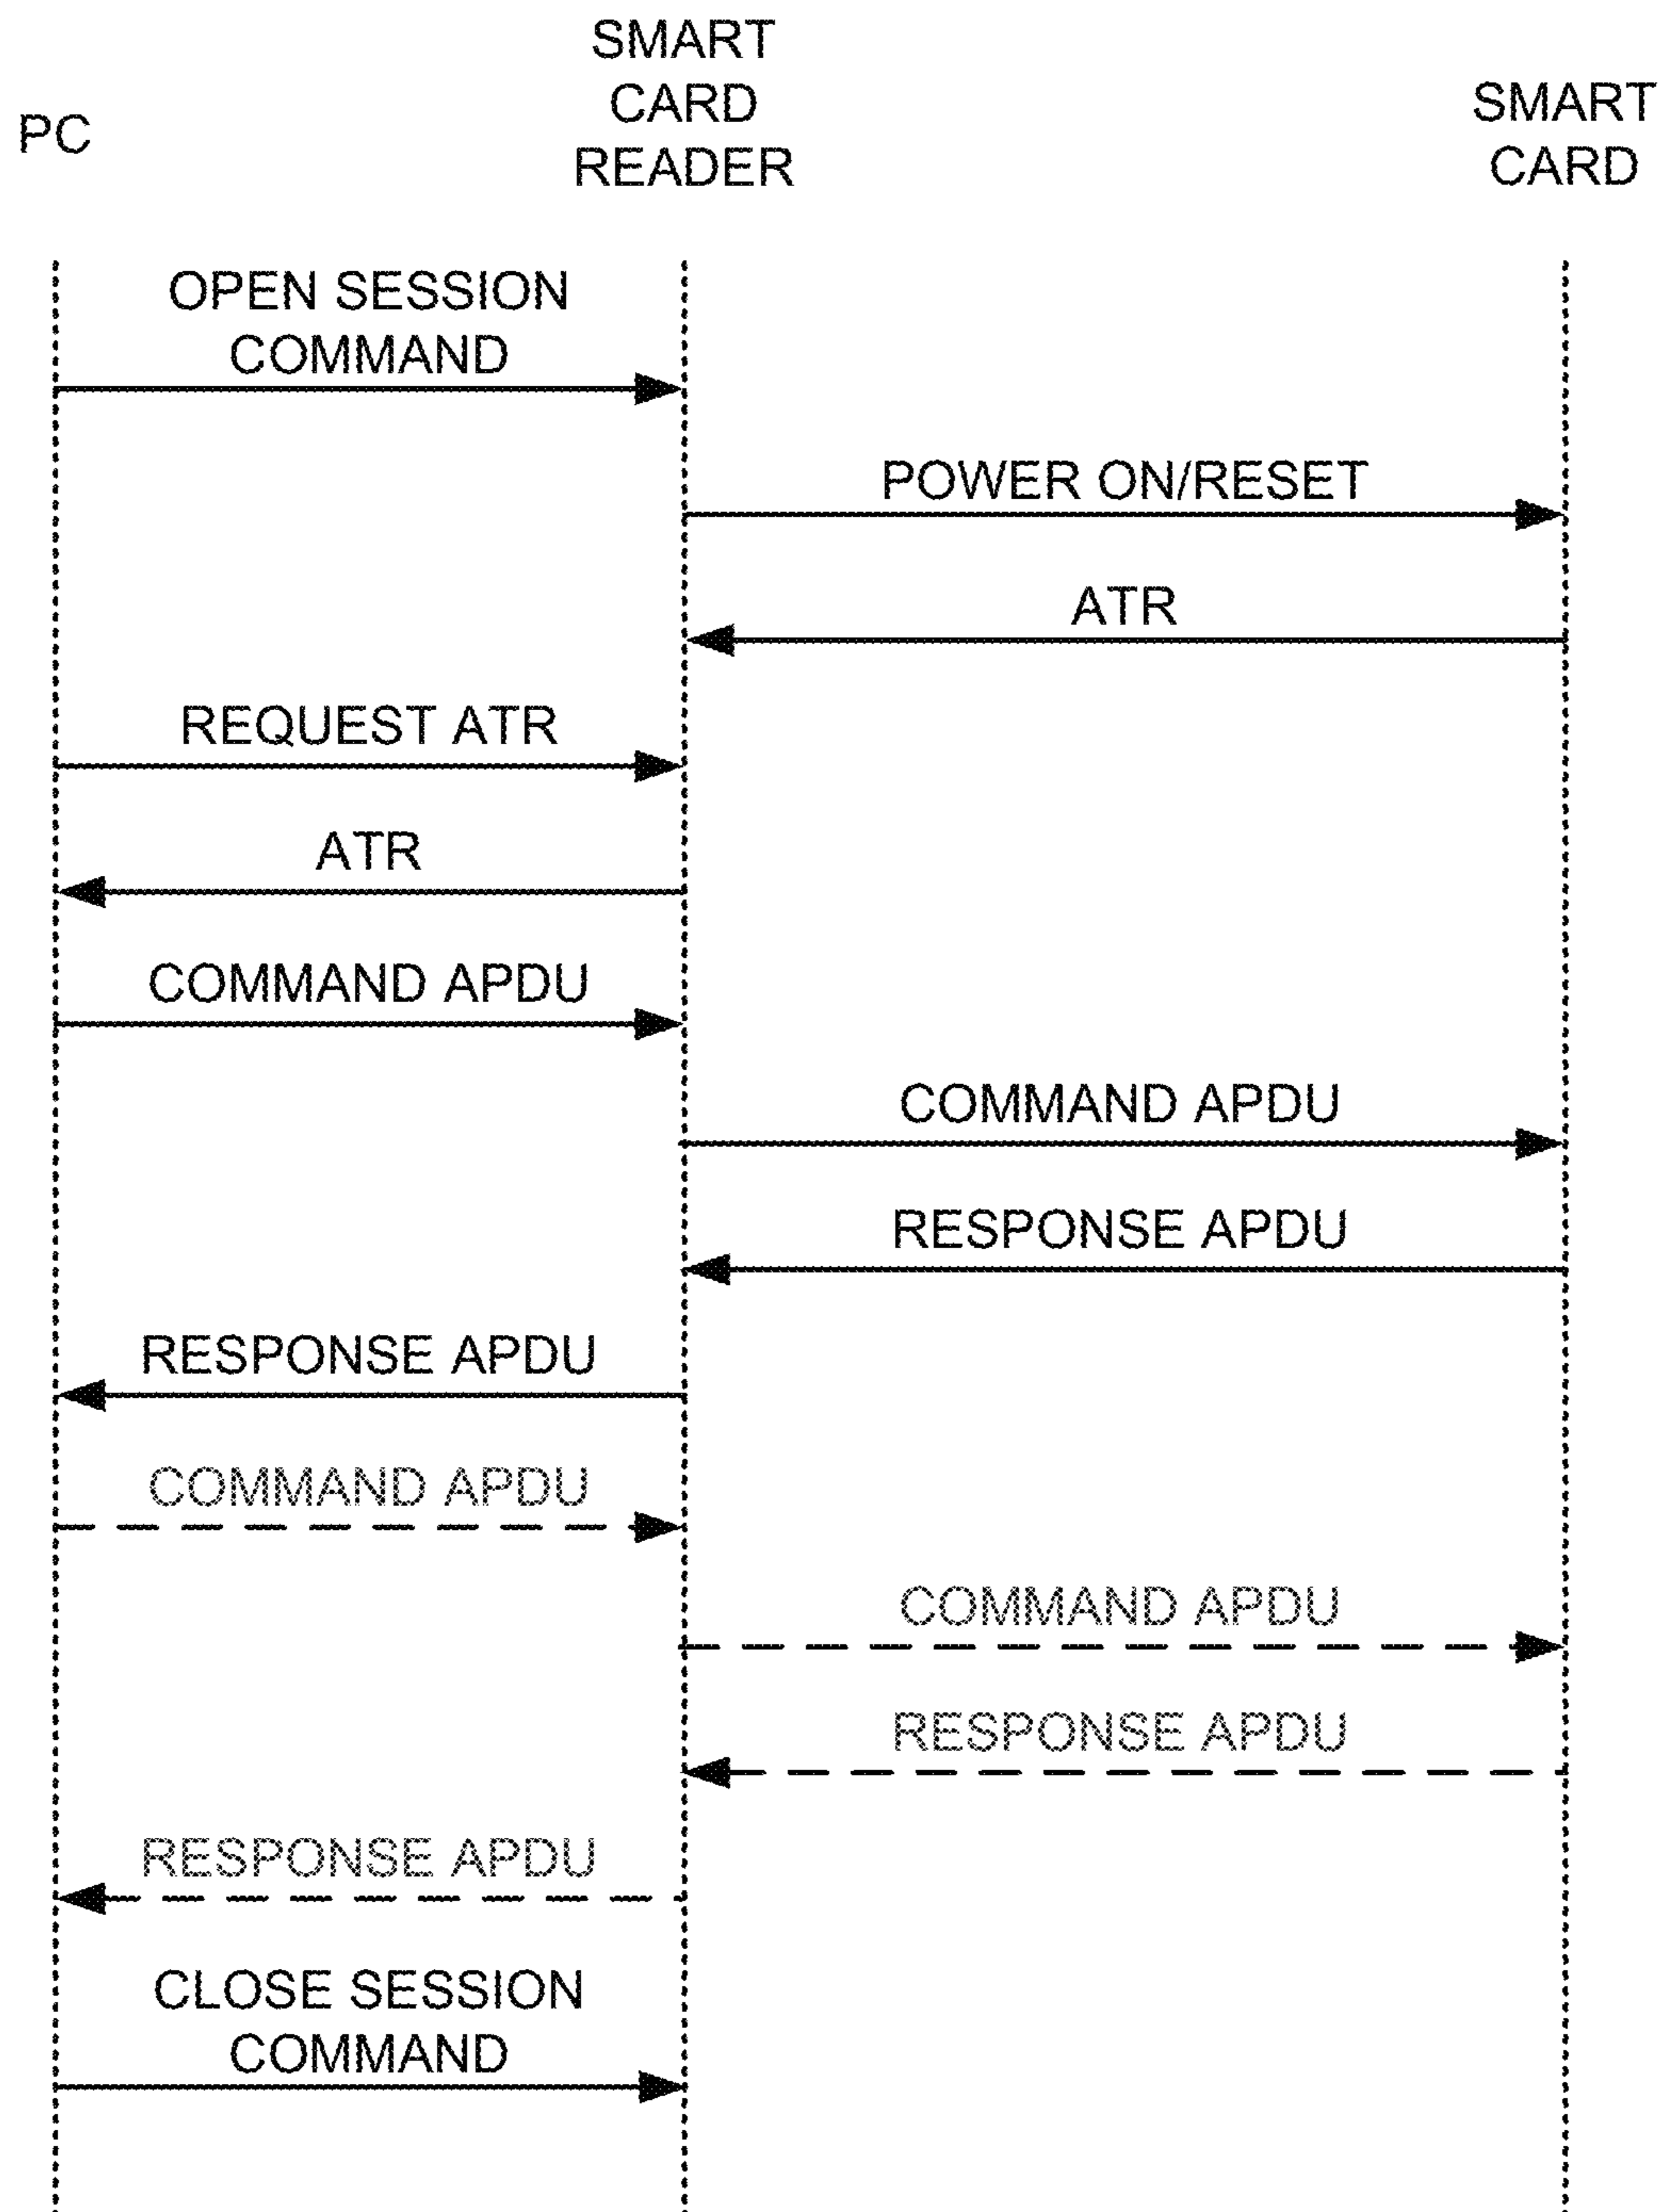 PC
SMART
CARD
READER
SMART
CARD
OPEN SESSION
COMMAND
POWER ON/RESET
ATR
REQUEST ATR
ATR
COMMAND APDU
COMMAND APDU
RESPONSE APDU
RESPONSE APDU
COMMAND APDU
COMMAND APDU
RESPONSE APDU
RESPONSE APDU
CLOSE SESSION
COMMAND